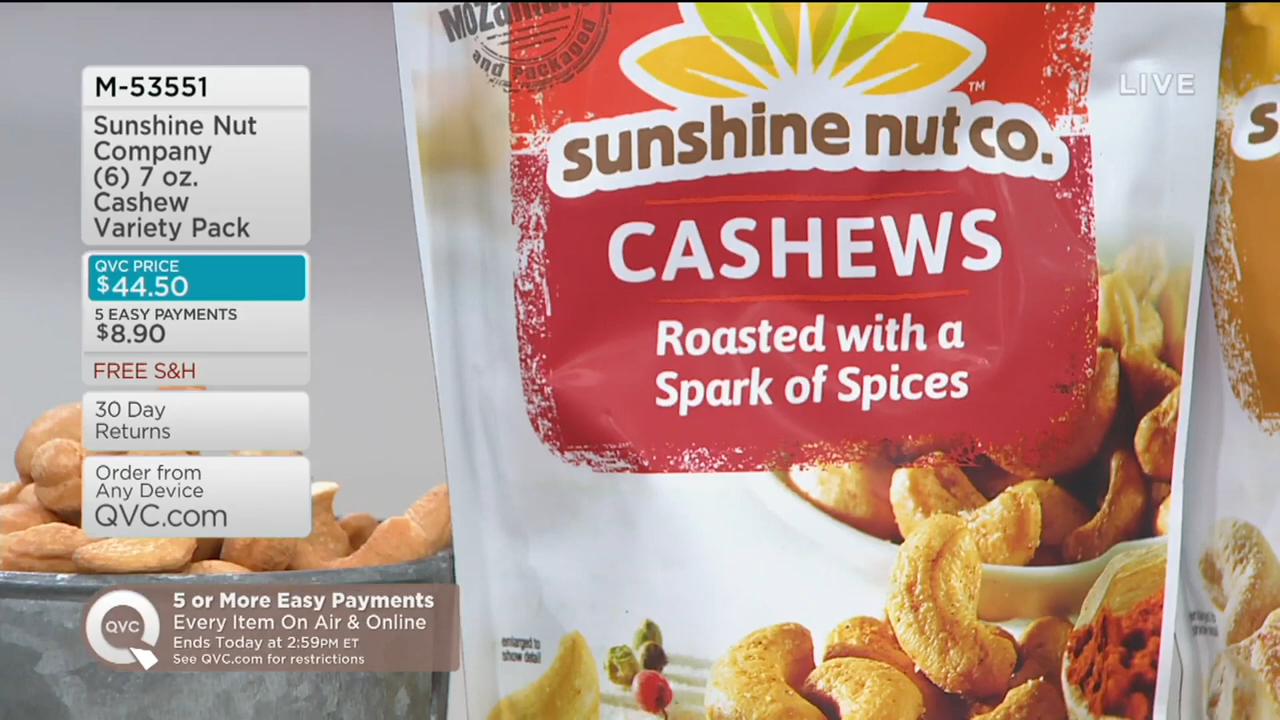 M-53551
Sunshine Nut
Company
(6) 7 oz.
Cashew
Variety Pack
QVC PRICE
$44.50
5 EASY PAYMENTS
$8.90
FREE S&H
30 Day
Returns
Order from
Any Device
QVC.com
QVC
5 or More Easy Payments
Every Item On Air & Online
Ends Today at 2:59PM ET
See QVC.com for restrictions
and Packaged
LIVE
sunshine nut co.
TM
CASHEWS
Roasted with a
Spark of Spices
enlarged to
show detail